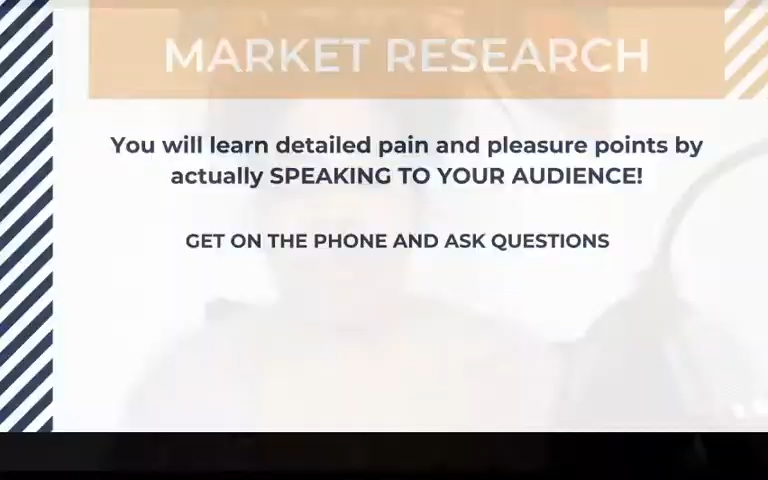 MARKET RESEARCH
You will learn detailed pain and pleasure points by
actually SPEAKING TO YOUR AUDIENCE!
GET ON THE PHONE AND ASK QUESTIONS